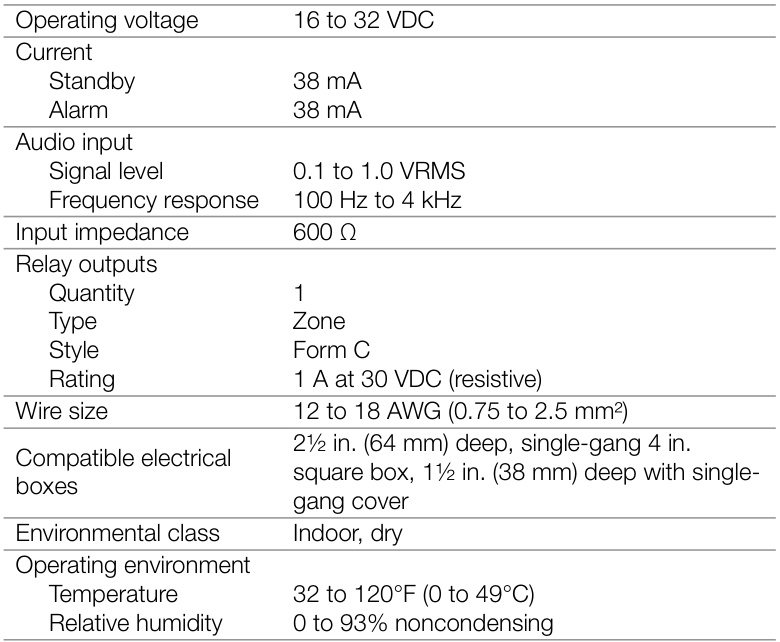 Operating voltage 16 to 32 VDC
Current
Standby 38 mA
Alarm 38 mA
Audio input
Signal level 0.1 to 1.0 VRMS
Frequency response 100 Hz to 4 kHz
Input impedance 600 Ω
Relay outputs
Quantity 1
Type Zone
Style Form C
Rating 1 A at 30 VDC (resistive)
Wire size 12 to 18 AWG (0.75 to 2.5 mm²)
Compatible electrical boxes
2½ in. (64 mm) deep, single-gang 4 in.
square box, 1½ in. (38 mm) deep with single-
gang cover
Environmental class Indoor, dry
Operating environment
Temperature 32 to 120°F (0 to 49°C)
Relative humidity 0 to 93% noncondensing